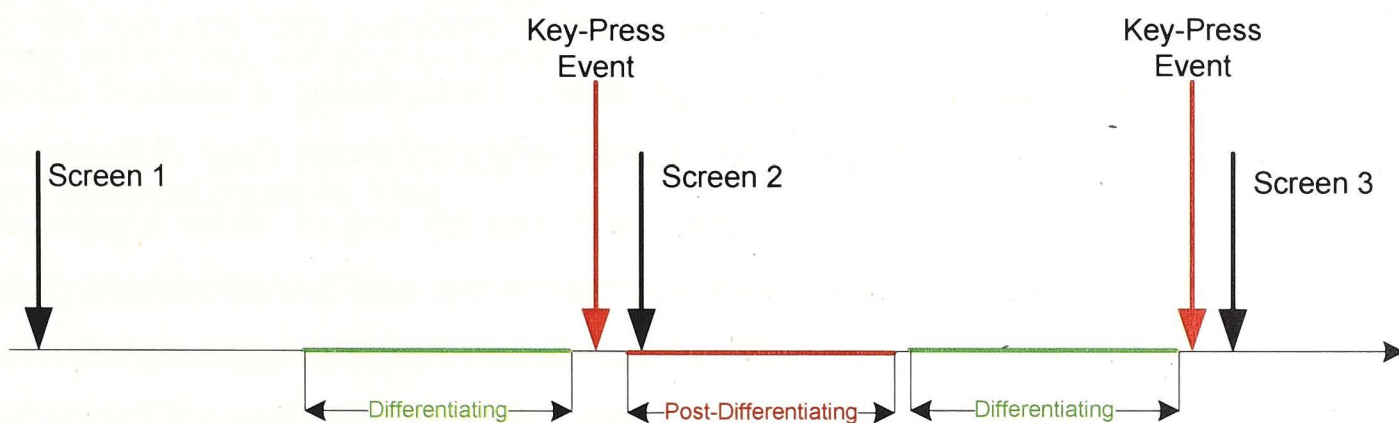 Key-Press
Event
Key-Press
Event
Screen 1
Screen 2
Screen 3
Differentiating
Post-Differentiating
Differentiating